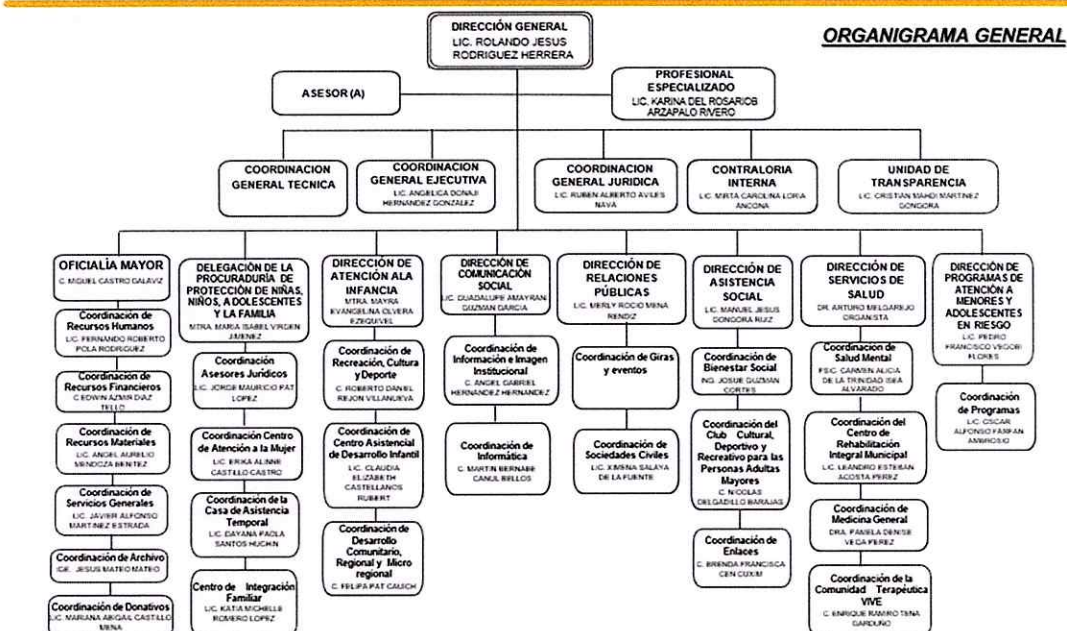 ORGANIGRAMA GENERAL
DIRECCIÓN GENERAL
LIC. ROLANDO JESUS
RODRIGUEZ HERRERA
ASESOR (A)
PROFESIONAL
ESPECIALIZADO
LIC. KARINA DEL ROSARIOB
ARZAPALO RIVERO
COORDINACION
GENERAL TECNICA
COORDINACION
GENERAL EJECUTIVA
LIC. ANGELICA DONAJI
HERNANDEZ GONZALEZ
COORDINACION
GENERAL JURIDICA
LIC. RUBEN ALBERTO AVILES
NAVA
CONTRALORIA
INTERNA
LIC. MIRTA CAROLINA LORIA
ANCONA
UNIDAD DE
TRANSPARENCIA
LIC. CRISTIAN MAHDI MARTINEZ
GONGORA
OFICIALÍA MAYOR
C. MIGUEL CASTRO GALAVIZ
Coordinación de
Recursos Humanos
LIC. FERNANDO ROBERTO
POLA RODRIGUEZ
Coordinación de
Recursos Financieros
C. EDWIN AZMIR DIAZ
TELLO
Coordinación de
Recursos Materiales
LIC. ANGEL AURELIO
MENDOZA BENITEZ
Coordinación de
Servicios Generales
LIC. JAVIER ALFONSO
MARTINEZ ESTRADA
Coordinación de Archivo
JESUS MATEO MATEO
Coordinación de Donativos
LIC. MARIANA ABIGAIL CASTILLO
MENA
DELEGACIÓN DE LA
PROCURADURÍA DE
PROTECCIÓN DE NIÑAS,
NIÑOS, ADOLESCENTES
Y LA FAMILIA
MTRA. MARIA ISABEL VIRGEN
JIMENEZ
Coordinación
Asesores Jurídicos
LIC. JORGE MAURICIO PAT
LOPEZ
Coordinación Centro
de Atención a la Mujer
LIC. ERIKA ALINNE
CASTILLO CASTRO
Coordinación de la
Casa de Asistencia
Temporal
LIC. DAYANA PAOLA
SANTOS HUCHIN
Centro de Integración
Familiar
LIC. KATIA MICHELLE
ROMERO LOPEZ
DIRECCIÓN DE
ATENCIÓN ALA
INFANCIA
MTRA. MAYRA
EVANGELINA OLVERA
EZEQUIVEL
Coordinación de
Recreación, Cultura
y Deporte
C. ROBERTO DANIEL
REJON VILLANUEVA
Coordinación de
Centro Asistencial
de Desarrollo Infantil
LIC. CLAUDIA
ELIZABETH
CASTELLANOS
RUBERT
Coordinación de
Desarrollo
Comunitario,
Regional y Micro
regional
C. FELIPA PAT CAUICH
DIRECCIÓN DE
COMUNICACIÓN
SOCIAL
LIC. GUADALUPE AMAYRAN
GUZMAN GARCIA
Coordinación de
Información e Imagen
Institucional
C. ANGEL GABRIEL
HERNANDEZ HERNANDEZ
Coordinación de
Informática
C. MARTIN BERNABE
CANUL BELLOS
DIRECCIÓN DE
RELACIONES
PÚBLICAS
LIC. MERLY ROCIO MENA
RENDIZ
Coordinación de Giras
y eventos
Coordinación de
Sociedades Civiles
LIC. XIMENA SALAYA
DE LA FUENTE
DIRECCIÓN DE
ASISTENCIA
SOCIAL
LIC. MANUEL JESUS
GONGORA RUIZ
Coordinación de
Bienestar Social
ING. JOSUE GUZMAN
CORTES
Coordinación del
Club Cultural,
Deportivo y
Recreativo para las
Personas Adultas
Mayores
C. NICOLAS
DELGADILLO BARAJAS
Coordinación de
Enlaces
C. BRENDA FRANCISCA
CEN CUXIM
DIRECCIÓN DE
SERVICIOS DE
SALUD
DR. ARTURO MELGAREJO
ORGANISTA
Coordinación de
Salud Mental
PSIC. CARMEN ALICIA
DE LA TRINIDAD ISEA
ALVARADO
Coordinación del
Centro de
Rehabilitación
Integral Municipal
LIC. LEANDRO ESTEBAN
ACOSTA PEREZ
Coordinación de
Medicina General
DRA. PAMELA DENISE
VEGA PEREZ
Coordinación de la
Comunidad Terapéutica
VIVE
C. ENRIQUE RAMIRO TENA
GARDUÑO
DIRECCIÓN DE
PROGRAMAS DE
ATENCIÓN A
MENORES Y
ADOLESCENTES
EN RIESGO
LIC. PEDRO
FRANCISCO VEGORI
FLORES
Coordinación
de Programas
LIC. OSCAR
ALFONSO FARFAN
AMBROSIO